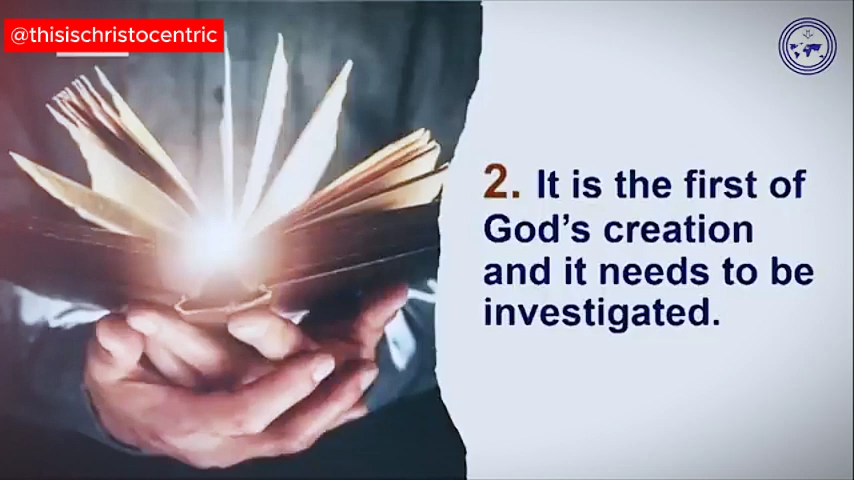 @thisischristocentric
2. It is the first of
God's creation
and it needs to be
investigated.